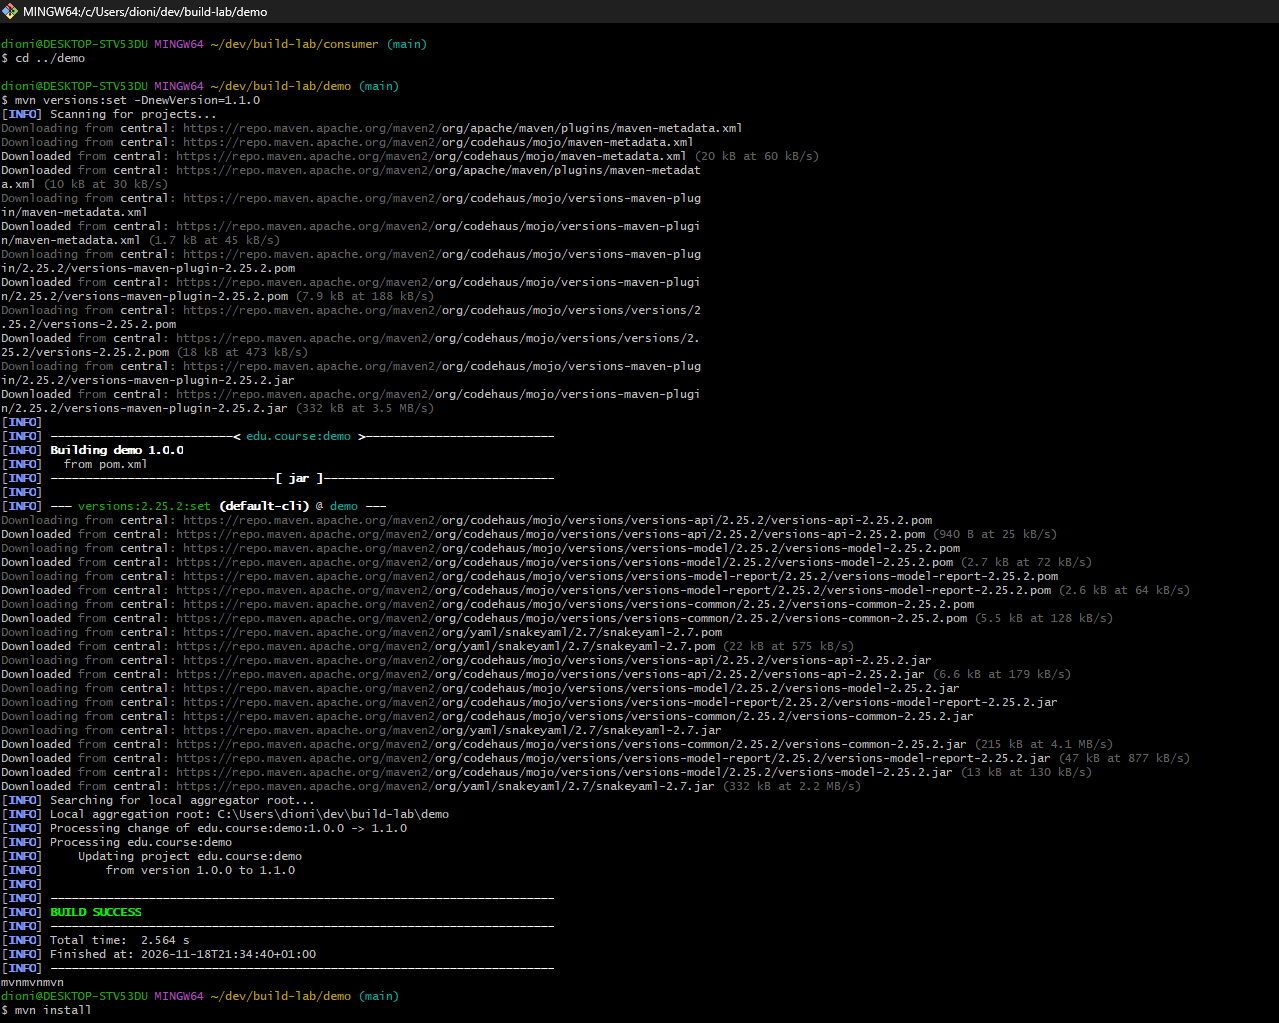 MINGW64:/c/Users/dioni/dev/build-lab/demo
dioni@DESKTOP-STV53DU MINGW64 ~/dev/build-lab/consumer (main)
$ cd ../demo
dioni@DESKTOP-STV53DU MINGW64 ~/dev/build-lab/demo (main)
$ mvn versions:set -DnewVersion=1.1.0
[INFO] Scanning for projects...
Downloading from central: https://repo.maven.apache.org/maven2/org/apache/maven/plugins/maven-metadata.xml
Downloading from central: https://repo.maven.apache.org/maven2/org/codehaus/mojo/maven-metadata.xml
Downloaded from central: https://repo.maven.apache.org/maven2/org/codehaus/mojo/maven-metadata.xml (20 kB at 60 kB/s)
Downloaded from central: https://repo.maven.apache.org/maven2/org/apache/maven/plugins/maven-metadat
a.xml (10 kB at 30 kB/s)
Downloading from central: https://repo.maven.apache.org/maven2/org/codehaus/mojo/versions-maven-plug
in/maven-metadata.xml
Downloaded from central: https://repo.maven.apache.org/maven2/org/codehaus/mojo/versions-maven-plugi
n/maven-metadata.xml (1.7 kB at 45 kB/s)
Downloading from central: https://repo.maven.apache.org/maven2/org/codehaus/mojo/versions-maven-plug
in/2.25.2/versions-maven-plugin-2.25.2.pom
Downloaded from central: https://repo.maven.apache.org/maven2/org/codehaus/mojo/versions-maven-plugi
n/2.25.2/versions-maven-plugin-2.25.2.pom (7.9 kB at 188 kB/s)
Downloading from central: https://repo.maven.apache.org/maven2/org/codehaus/mojo/versions/versions/2
.25.2/versions-2.25.2.pom
Downloaded from central: https://repo.maven.apache.org/maven2/org/codehaus/mojo/versions/versions/2.
25.2/versions-2.25.2.pom (18 kB at 473 kB/s)
Downloading from central: https://repo.maven.apache.org/maven2/org/codehaus/mojo/versions-maven-plug
in/2.25.2/versions-maven-plugin-2.25.2.jar
Downloaded from central: https://repo.maven.apache.org/maven2/org/codehaus/mojo/versions-maven-plugi
n/2.25.2/versions-maven-plugin-2.25.2.jar (332 kB at 3.5 MB/s)
[INFO]
[INFO] --------------------------< edu.course:demo >---------------------------
[INFO] Building demo 1.0.0
[INFO]   from pom.xml
[INFO] --------------------------------[ jar ]---------------------------------
[INFO]
[INFO] --- versions:2.25.2:set (default-cli) @ demo ---
Downloading from central: https://repo.maven.apache.org/maven2/org/codehaus/mojo/versions/versions-api/2.25.2/versions-api-2.25.2.pom
Downloaded from central: https://repo.maven.apache.org/maven2/org/codehaus/mojo/versions/versions-api/2.25.2/versions-api-2.25.2.pom (940 B at 25 kB/s)
Downloading from central: https://repo.maven.apache.org/maven2/org/codehaus/mojo/versions/versions-model/2.25.2/versions-model-2.25.2.pom
Downloaded from central: https://repo.maven.apache.org/maven2/org/codehaus/mojo/versions/versions-model/2.25.2/versions-model-2.25.2.pom (2.7 kB at 72 kB/s)
Downloading from central: https://repo.maven.apache.org/maven2/org/codehaus/mojo/versions/versions-model-report/2.25.2/versions-model-report-2.25.2.pom
Downloaded from central: https://repo.maven.apache.org/maven2/org/codehaus/mojo/versions/versions-model-report/2.25.2/versions-model-report-2.25.2.pom (2.6 kB at 64 kB/s)
Downloading from central: https://repo.maven.apache.org/maven2/org/codehaus/mojo/versions/versions-common/2.25.2/versions-common-2.25.2.pom
Downloaded from central: https://repo.maven.apache.org/maven2/org/codehaus/mojo/versions/versions-common/2.25.2/versions-common-2.25.2.pom (5.5 kB at 128 kB/s)
Downloading from central: https://repo.maven.apache.org/maven2/org/yaml/snakeyaml/2.7/snakeyaml-2.7.pom
Downloaded from central: https://repo.maven.apache.org/maven2/org/yaml/snakeyaml/2.7/snakeyaml-2.7.pom (22 kB at 575 kB/s)
Downloading from central: https://repo.maven.apache.org/maven2/org/codehaus/mojo/versions/versions-api/2.25.2/versions-api-2.25.2.jar
Downloaded from central: https://repo.maven.apache.org/maven2/org/codehaus/mojo/versions/versions-api/2.25.2/versions-api-2.25.2.jar (6.6 kB at 179 kB/s)
Downloading from central: https://repo.maven.apache.org/maven2/org/codehaus/mojo/versions/versions-model/2.25.2/versions-model-2.25.2.jar
Downloading from central: https://repo.maven.apache.org/maven2/org/codehaus/mojo/versions/versions-model-report/2.25.2/versions-model-report-2.25.2.jar
Downloading from central: https://repo.maven.apache.org/maven2/org/codehaus/mojo/versions/versions-common/2.25.2/versions-common-2.25.2.jar
Downloading from central: https://repo.maven.apache.org/maven2/org/yaml/snakeyaml/2.7/snakeyaml-2.7.jar
Downloaded from central: https://repo.maven.apache.org/maven2/org/codehaus/mojo/versions/versions-common/2.25.2/versions-common-2.25.2.jar (215 kB at 4.1 MB/s)
Downloaded from central: https://repo.maven.apache.org/maven2/org/codehaus/mojo/versions/versions-model-report/2.25.2/versions-model-report-2.25.2.jar (47 kB at 877 kB/s)
Downloaded from central: https://repo.maven.apache.org/maven2/org/codehaus/mojo/versions/versions-model/2.25.2/versions-model-2.25.2.jar (13 kB at 130 kB/s)
Downloaded from central: https://repo.maven.apache.org/maven2/org/yaml/snakeyaml/2.7/snakeyaml-2.7.jar (332 kB at 2.2 MB/s)
[INFO] Searching for local aggregator root...
[INFO] Local aggregation root: C:\Users\dioni\dev\build-lab\demo
[INFO] Processing change of edu.course:demo:1.0.0 -> 1.1.0
[INFO] Processing edu.course:demo
[INFO]     Updating project edu.course:demo
[INFO]         from version 1.0.0 to 1.1.0
[INFO]
[INFO] ------------------------------------------------------------------------
[INFO] BUILD SUCCESS
[INFO] ------------------------------------------------------------------------
[INFO] Total time:  2.564 s
[INFO] Finished at: 2026-11-18T21:34:40+01:00
[INFO] ------------------------------------------------------------------------
mvnmvnmvn
dioni@DESKTOP-STV53DU MINGW64 ~/dev/build-lab/demo (main)
$ mvn install